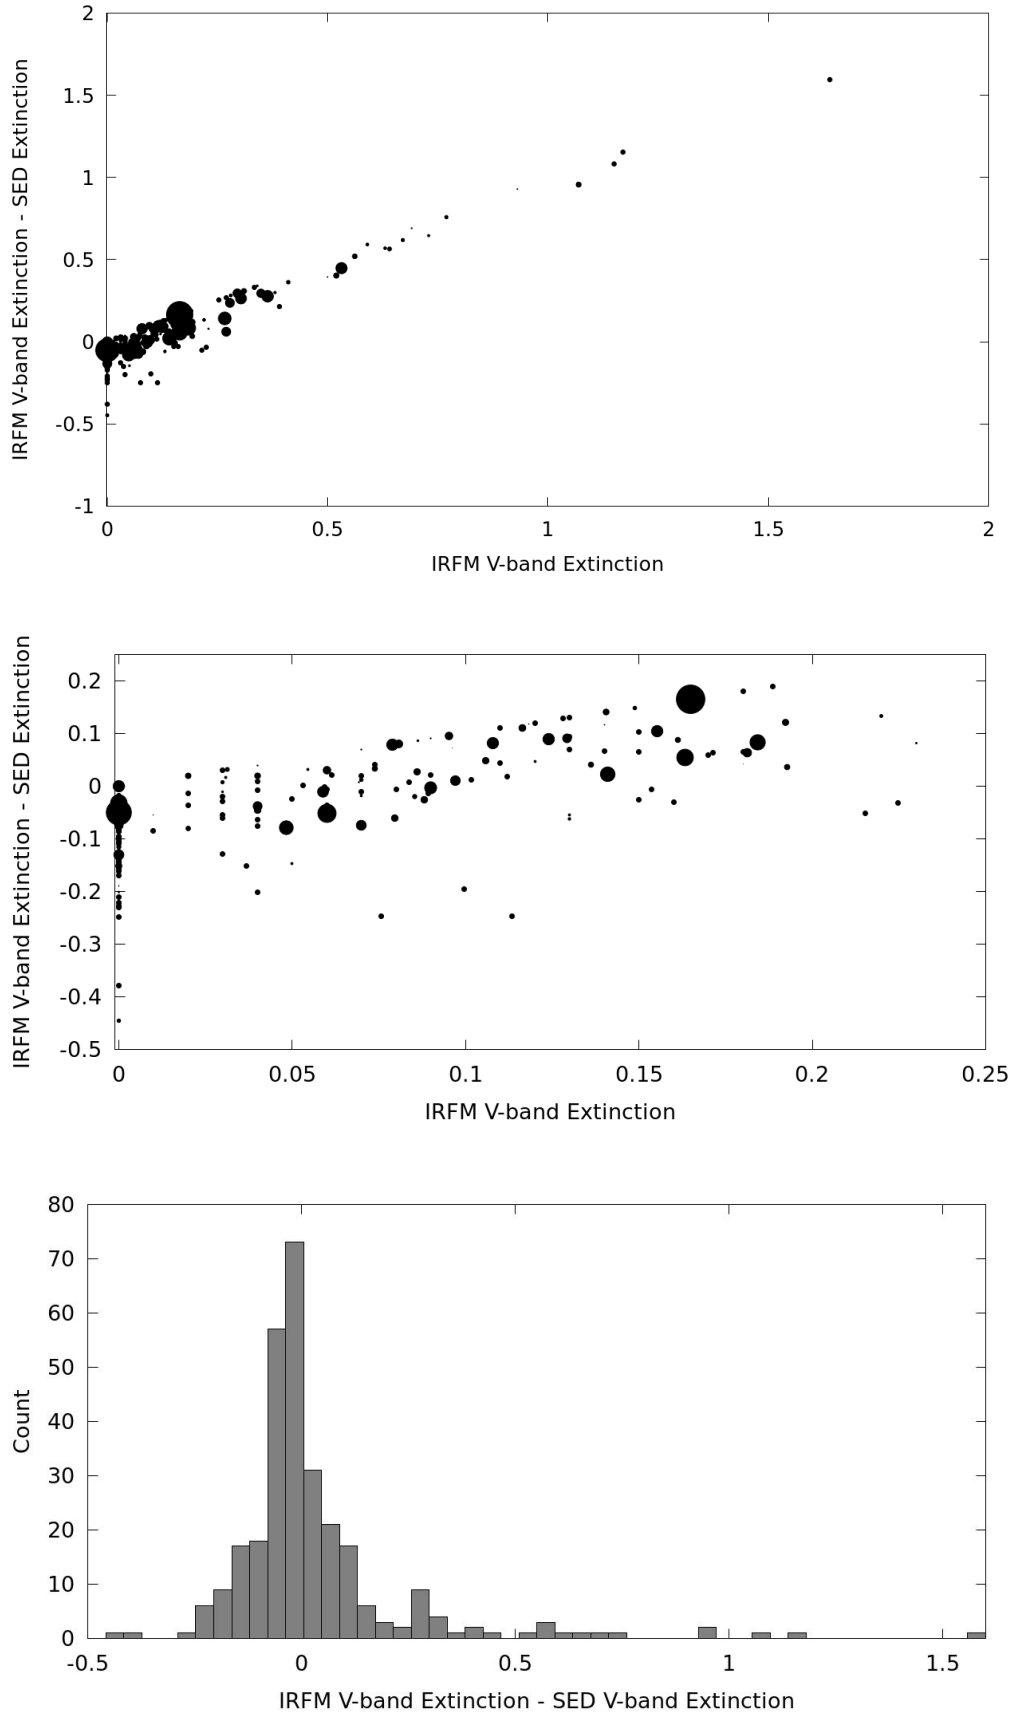 2
1.5
1
0.5
0
-0.5
-1
IRFM V-band Extinction - SED Extinction
0 0.5 1 1.5 2
IRFM V-band Extinction
0.2
0.1
0
-0.1
-0.2
-0.3
-0.4
-0.5
IRFM V-band Extinction - SED Extinction
0 0.05 0.1 0.15 0.2 0.25
IRFM V-band Extinction
80
70
60
50
40
30
20
10
0
Count
-0.5 0 0.5 1 1.5
IRFM V-band Extinction - SED V-band Extinction